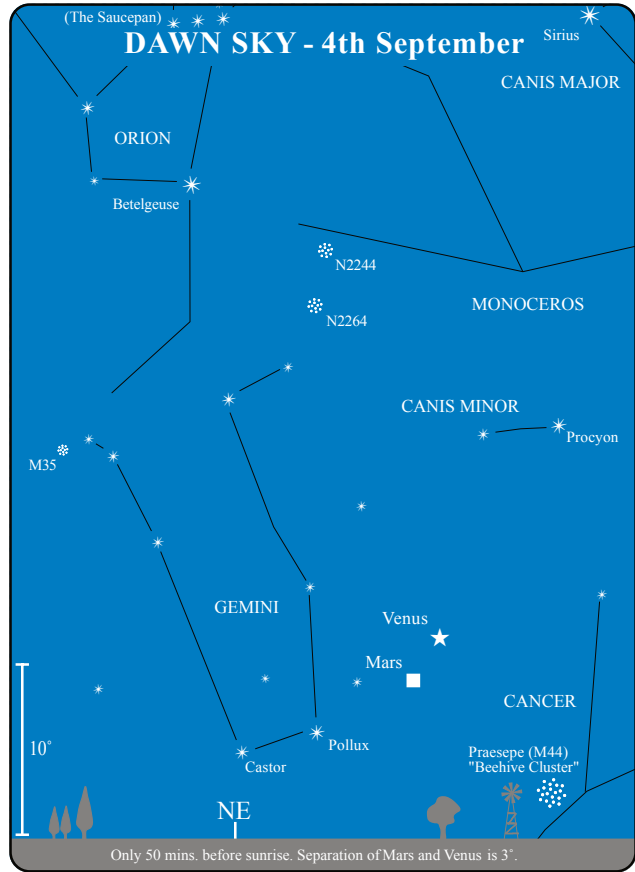 (The Saucepan)
DAWN SKY - 4th September
Sirius
CANIS MAJOR
ORION
Betelgeuse
N2244
N2264
MONOCEROS
CANIS MINOR
Procyon
M35
GEMINI
Venus
Mars
CANCER
10°
Pollux
Castor
Praesepe (M44)
"Beehive Cluster"
NE
Only 50 mins. before sunrise. Separation of Mars and Venus is 3°.